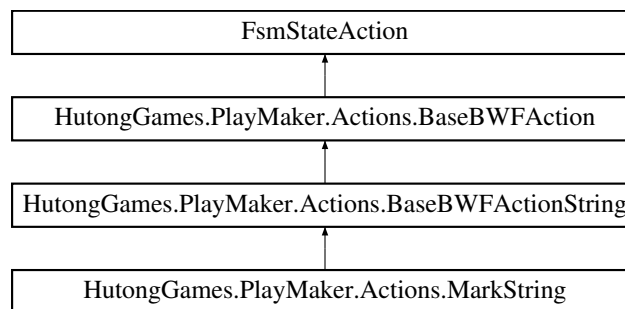 FsmStateAction
HutongGames.PlayMaker.Actions.BaseBWFAction
HutongGames.PlayMaker.Actions.BaseBWFActionString
HutongGames.PlayMaker.Actions.MarkString